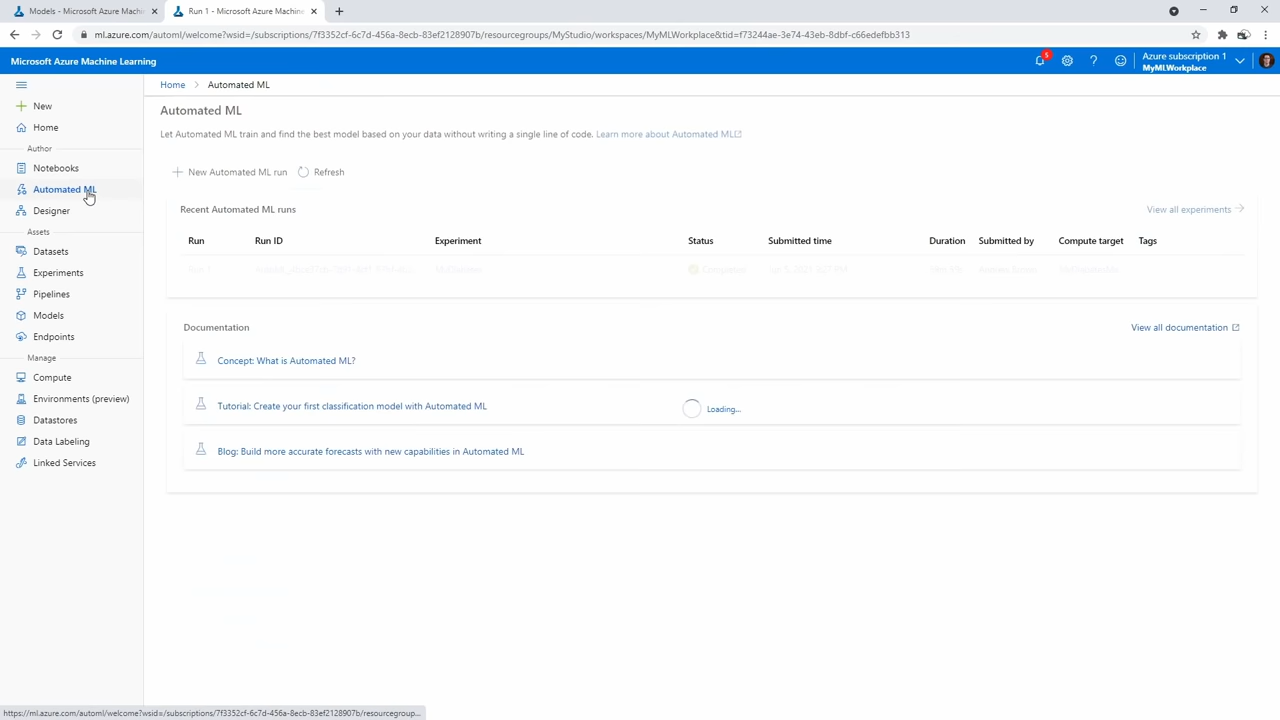 Models - Microsoft Azure Machin
Run 1 - Microsoft Azure Machine
ml.azure.com/automl/welcome?wsid=/subscriptions/7f3352cf-6c7d-456a-8ecb-83ef2128907b/resourcegroups/MyStudio/workspaces/MyMLWorkplace&tid=f73244ae-3e74-43eb-8dbf-c66edefbb313
Microsoft Azure Machine Learning
5
Azure subscription 1
MyMLWorkplace
New
Home
Author
Notebooks
Automated ML
Designer
Assets
Datasets
Experiments
Pipelines
Models
Endpoints
Manage
Compute
Environments (preview)
Datastores
Data Labeling
Linked Services
Home > Automated ML
Automated ML
Let Automated ML train and find the best model based on your data without writing a single line of code. Learn more about Automated ML
New Automated ML run Refresh
Recent Automated ML runs View all experiments
Run Run ID Experiment Status Submitted time Duration Submitted by Compute target Tags
Run 1 Completed Andrew Brown
Documentation View all documentation
Concept: What is Automated ML?
Tutorial: Create your first classification model with Automated ML
Loading...
Blog: Build more accurate forecasts with new capabilities in Automated ML
https://ml.azure.com/automl/welcome?wsid=/subscriptions/7f3352cf-6c7d-456a-8ecb-83ef2128907b/resourcegroup...